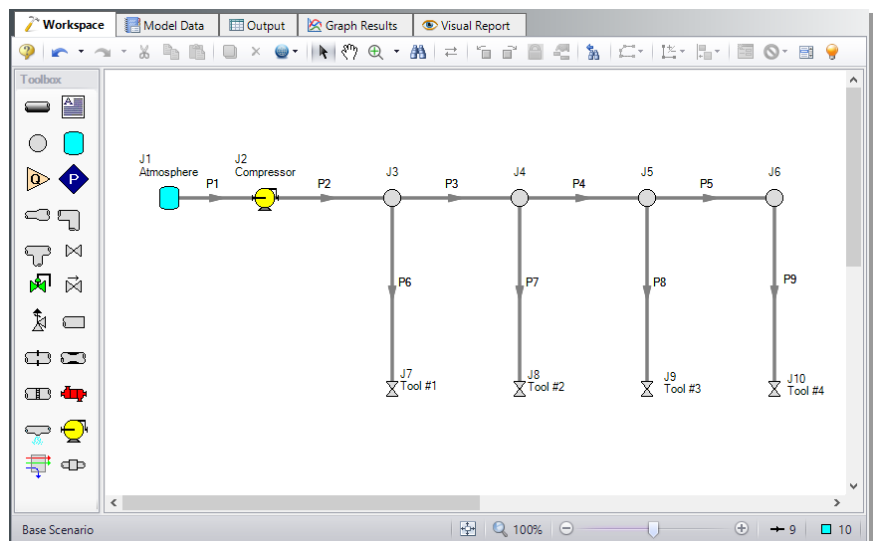 Workspace Model Data Output Graph Results Visual Report
Toolbox
A
J1 J2
Atmosphere Compressor J3 J4 J5 J6
P1 P2 P3 P4 P5
Q P
P6 P7 P8 P9
J7 J8 J9 J10
Tool #1 Tool #2 Tool #3 Tool #4
Base Scenario 100% 9 10